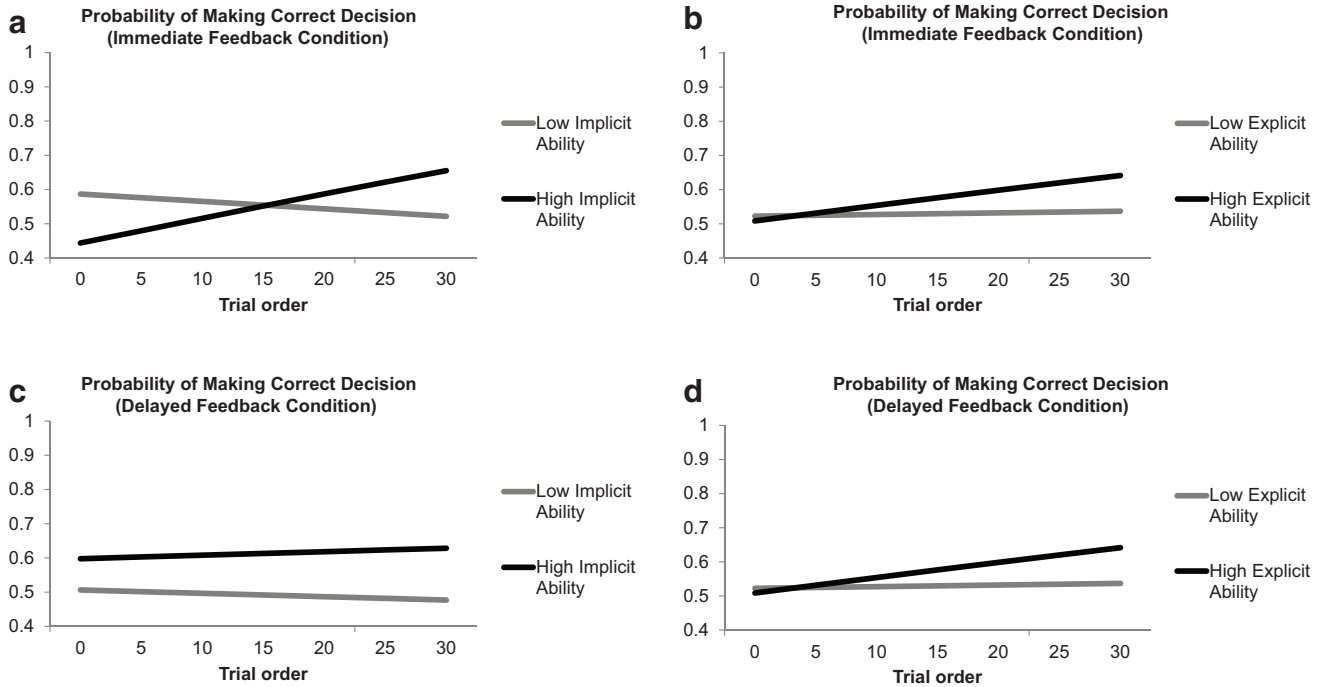 a
Probability of Making Correct Decision
(Immediate Feedback Condition)
1
0.9
0.8
0.7
0.6
0.5
0.4
0 5 10 15 20 25 30
Trial order
Low Implicit
Ability
High Implicit
Ability
b
Probability of Making Correct Decision
(Immediate Feedback Condition)
1
0.9
0.8
0.7
0.6
0.5
0.4
0 5 10 15 20 25 30
Trial order
Low Explicit
Ability
High Explicit
Ability
c
Probability of Making Correct Decision
(Delayed Feedback Condition)
1
0.9
0.8
0.7
0.6
0.5
0.4
0 5 10 15 20 25 30
Trial order
Low Implicit
Ability
High Implicit
Ability
d
Probability of Making Correct Decision
(Delayed Feedback Condition)
1
0.9
0.8
0.7
0.6
0.5
0.4
0 5 10 15 20 25 30
Trial order
Low Explicit
Ability
High Explicit
Ability